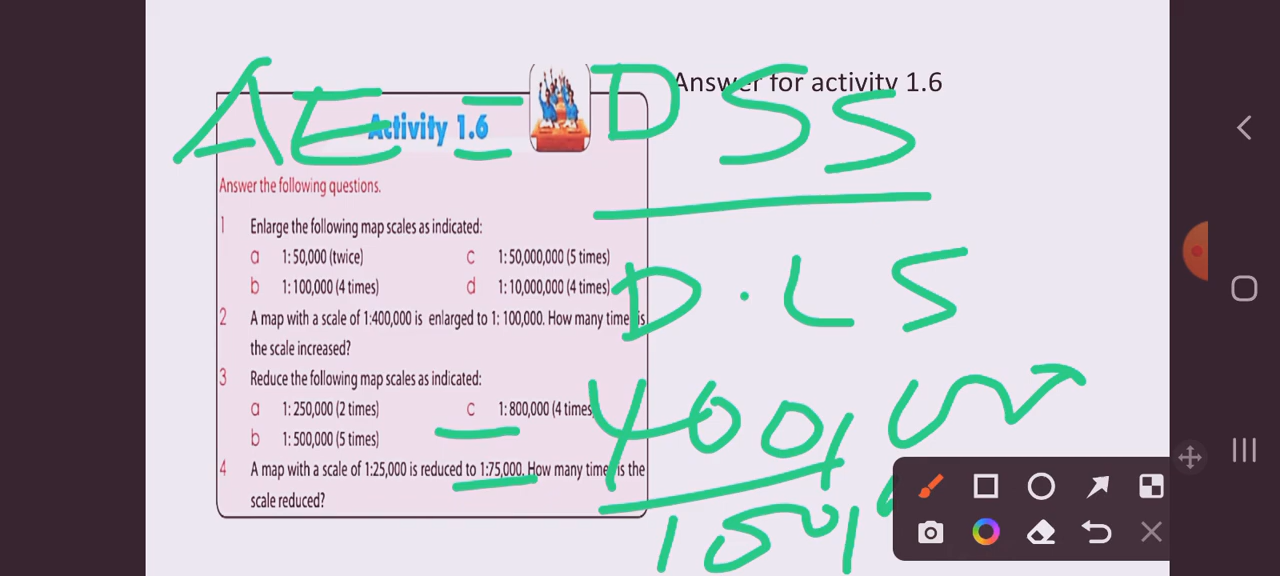 Answer for activity 1.6
AE = DSS
D.LS
400,000
100,
Activity 1.6
Answer the following questions.
1 Enlarge the following map scales as indicated:
a 1:50,000 (twice) c 1:50,000,000 (5 times)
b 1:100,000 (4 times) d 1:10,000,000 (4 times)
2 A map with a scale of 1:400,000 is enlarged to 1: 100,000. How many times is
the scale increased?
3 Reduce the following map scales as indicated:
a 1:250,000 (2 times) c 1:800,000 (4 times
b 1:500,000 (5 times)
4 A map with a scale of 1:25,000 is reduced to 1:75,000. How many times is the
scale reduced?